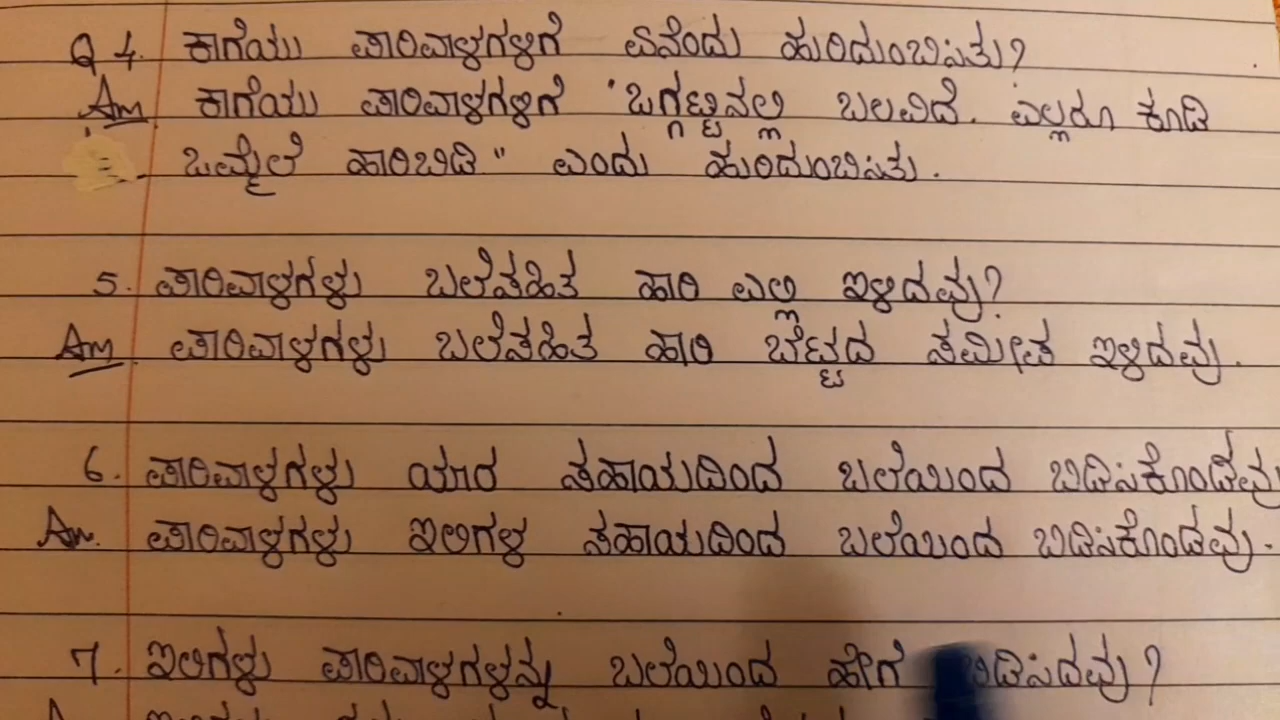 Q 4. ಕಾಗೆಯು ಪಾರಿವಾಳಗಳಿಗೆ ಏನೆಂದು ಹುರಿದುಂಬಿಸಿತು?
Ans ಕಾಗೆಯು ಪಾರಿವಾಳಗಳಿಗೆ "ಒಗ್ಗಟ್ಟಿನಲ್ಲಿ ಬಲವಿದೆ. ಎಲ್ಲರೂ ಕೂಡಿ
ಒಮ್ಮೆಲೆ ಹಾರಿಬಿಡಿ" ಎಂದು ಹುರಿದುಂಬಿಸಿತು.
5. ಪಾರಿವಾಳಗಳು ಬಲೆಸಹಿತ ಹಾರಿ ಎಲ್ಲಿ ಇಳಿದವು?
Ans. ಪಾರಿವಾಳಗಳು ಬಲೆಸಹಿತ ಹಾರಿ ಬೆಟ್ಟದ ಸಮೀಪ ಇಳಿದವು.
6. ಪಾರಿವಾಳಗಳು ಯಾರ ಸಹಾಯದಿಂದ ಬಲೆಯಿಂದ ಬಿಡಿಸಿಕೊಂಡವು
Ans. ಪಾರಿವಾಳಗಳು ಇಲಿಗಳ ಸಹಾಯದಿಂದ ಬಲೆಯಿಂದ ಬಿಡಿಸಿಕೊಂಡವು.
7. ಇಲಿಗಳು ಪಾರಿವಾಳಗಳನ್ನು ಬಲೆಯಿಂದ ಹೇಗೆ ಬಿಡಿಸಿದವು?